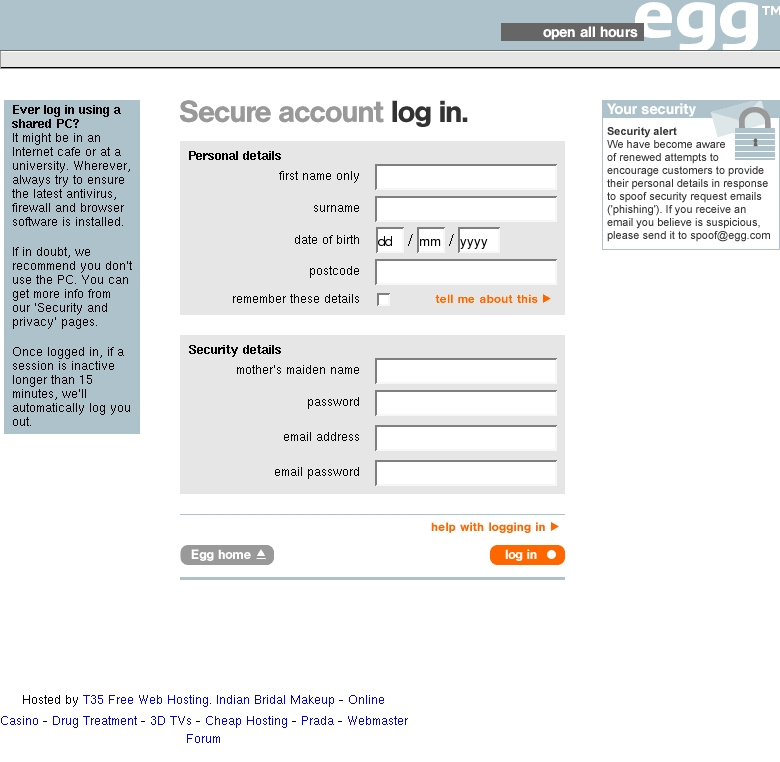 egg™
open all hours
Ever log in using a
shared PC?
It might be in an
Internet cafe or at a
university. Wherever,
always try to ensure
the latest antivirus,
firewall and browser
software is installed.
If in doubt, we
recommend you don't
use the PC. You can
get more info from
our 'Security and
privacy' pages.
Once logged in, if a
session is inactive
longer than 15
minutes, we'll
automatically log you
out.
Secure account log in.
Personal details
first name only
surname
date of birth dd / mm / yyyy
postcode
remember these details tell me about this
Security details
mother's maiden name
password
email address
email password
help with logging in
Egg home log in
Your security
Security alert
We have become aware
of renewed attempts to
encourage customers to provide
their personal details in response
to spoof security request emails
('phishing'). If you receive an
email you believe is suspicious,
please send it to spoof@egg.com
Hosted by T35 Free Web Hosting. Indian Bridal Makeup - Online
Casino - Drug Treatment - 3D TVs - Cheap Hosting - Prada - Webmaster
Forum